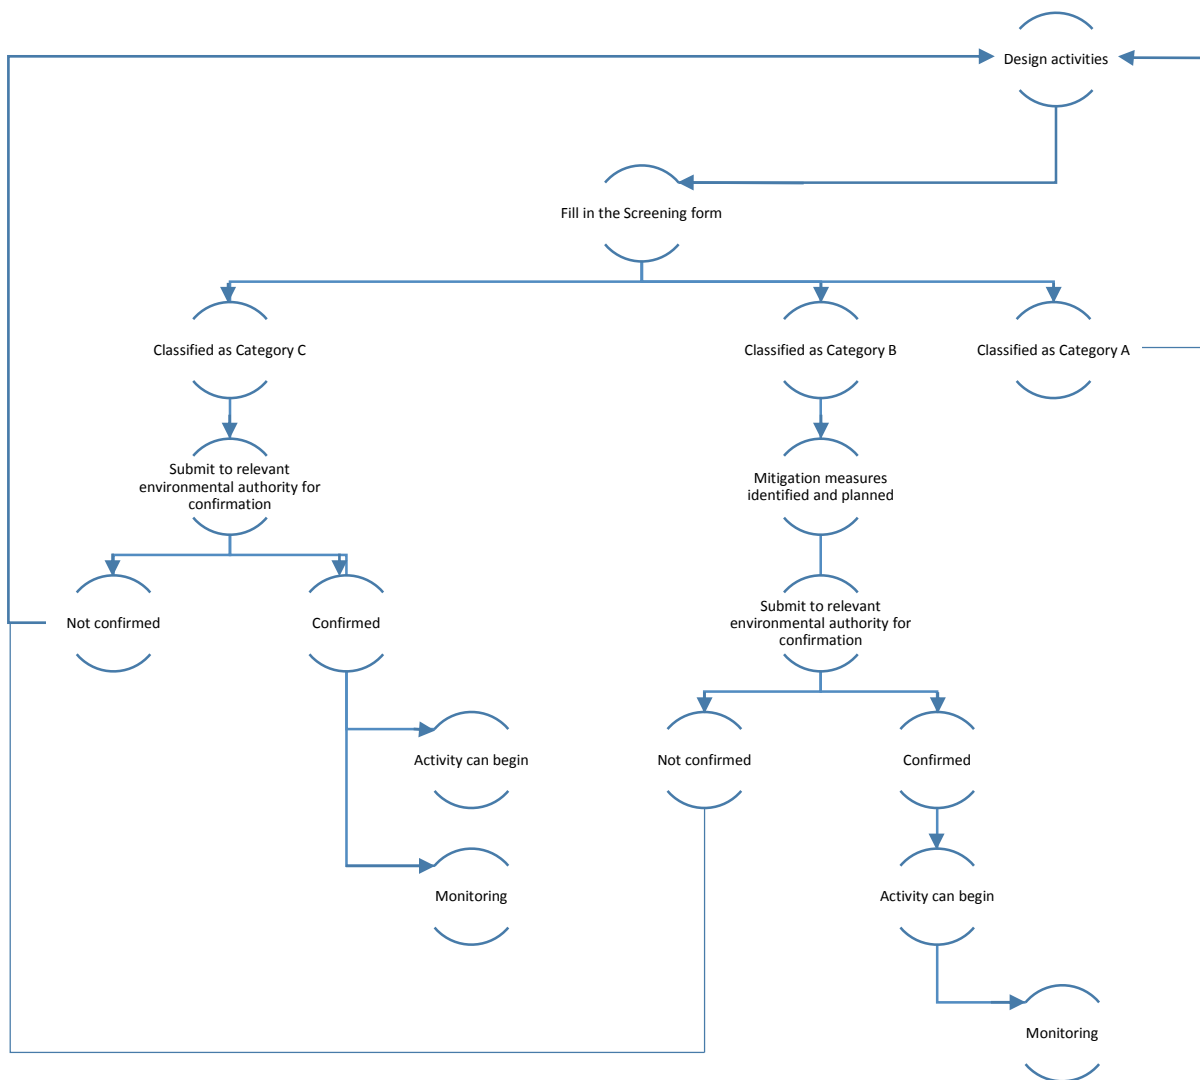 Design activities
Fill in the Screening form
Classified as Category C
Classified as Category B
Classified as Category A
Submit to relevant
environmental authority for
confirmation
Mitigation measures
identified and planned
Not confirmed
Confirmed
Submit to relevant
environmental authority for
confirmation
Activity can begin
Not confirmed
Confirmed
Monitoring
Activity can begin
Monitoring